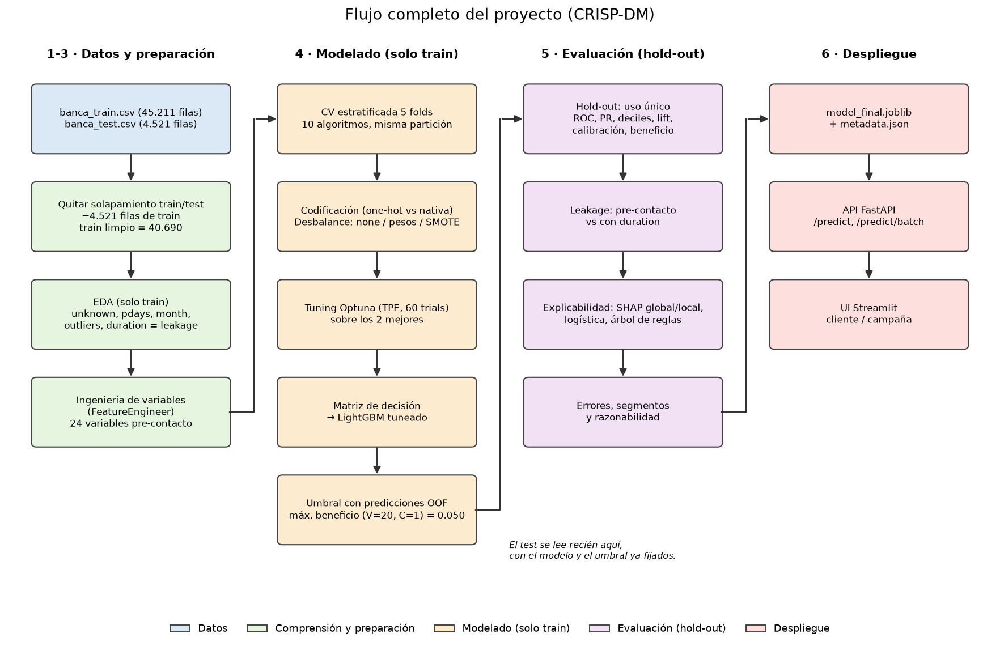 Flujo completo del proyecto (CRISP-DM)
1-3 · Datos y preparación
banca_train.csv (45.211 filas)
banca_test.csv (4.521 filas)
Quitar solapamiento train/test
−4.521 filas de train
train limpio = 40.690
EDA (solo train)
unknown, pdays, month,
outliers, duration = leakage
Ingeniería de variables
(FeatureEngineer)
24 variables pre-contacto
4 · Modelado (solo train)
CV estratificada 5 folds
10 algoritmos, misma partición
Codificación (one-hot vs nativa)
Desbalance: none / pesos / SMOTE
Tuning Optuna (TPE, 60 trials)
sobre los 2 mejores
Matriz de decisión
→ LightGBM tuneado
Umbral con predicciones OOF
máx. beneficio (V=20, C=1) = 0.050
5 · Evaluación (hold-out)
Hold-out: uso único
ROC, PR, deciles, lift,
calibración, beneficio
Leakage: pre-contacto
vs con duration
Explicabilidad: SHAP global/local,
logística, árbol de reglas
Errores, segmentos
y razonabilidad
El test se lee recién aquí,
con el modelo y el umbral ya fijados.
6 · Despliegue
model_final.joblib
+ metadata.json
API FastAPI
/predict, /predict/batch
UI Streamlit
cliente / campaña
Datos
Comprensión y preparación
Modelado (solo train)
Evaluación (hold-out)
Despliegue